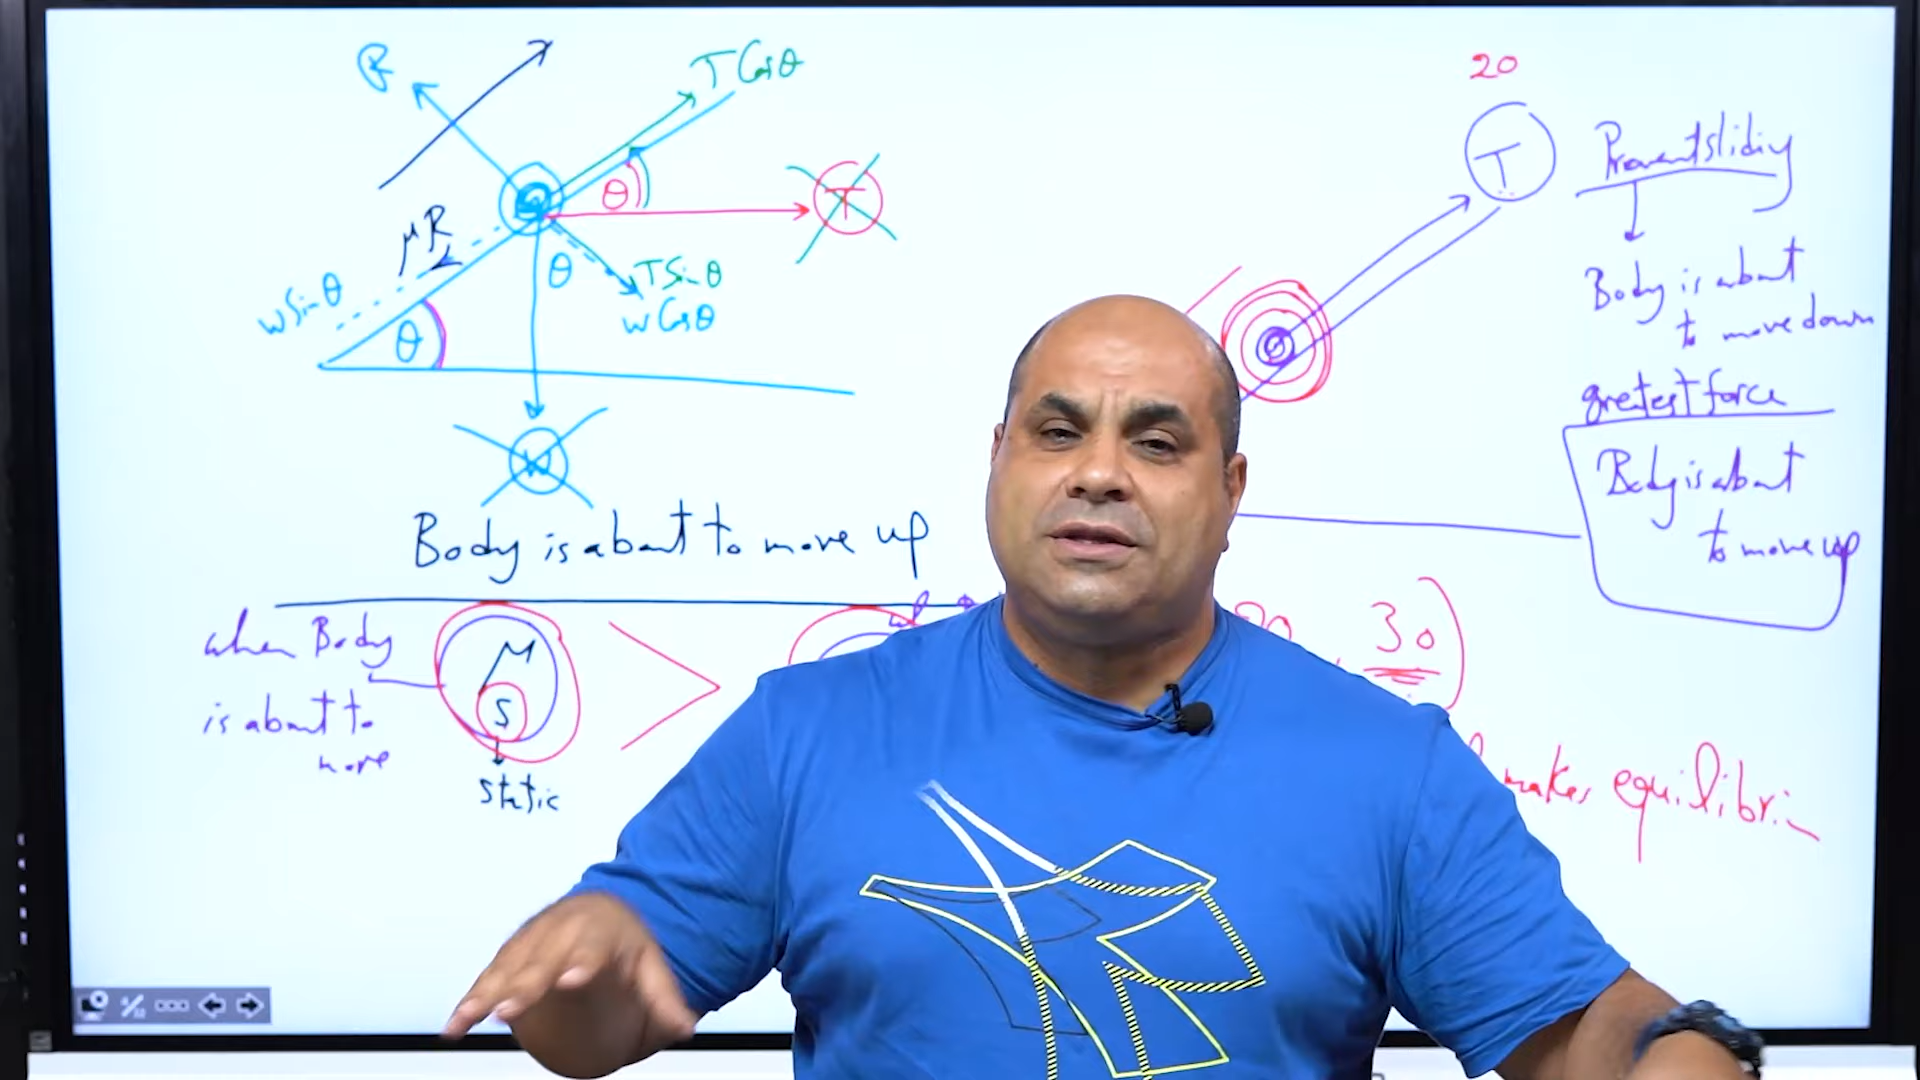 R
T Cosθ
θ
T
μR
θ
T Sinθ
w Sinθ
w Cosθ
θ
W
Body is about to move up
when Body
is about to
move
μ
S
static
20
T
Prevent sliding
Body is about
to move down
greatest force
Body is about
to move up
30
makes equilibri